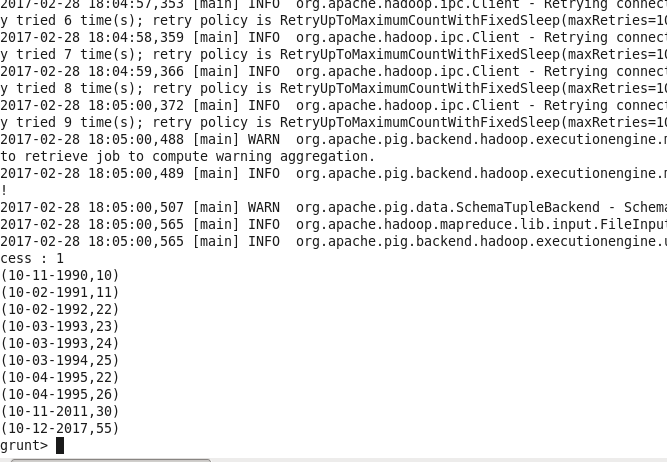 2017-02-28 18:04:57,353 [main] INFO  org.apache.hadoop.ipc.Client - Retrying connect
y tried 6 time(s); retry policy is RetryUpToMaximumCountWithFixedSleep(maxRetries=10
2017-02-28 18:04:58,359 [main] INFO  org.apache.hadoop.ipc.Client - Retrying connect
y tried 7 time(s); retry policy is RetryUpToMaximumCountWithFixedSleep(maxRetries=10
2017-02-28 18:04:59,366 [main] INFO  org.apache.hadoop.ipc.Client - Retrying connect
y tried 8 time(s); retry policy is RetryUpToMaximumCountWithFixedSleep(maxRetries=10
2017-02-28 18:05:00,372 [main] INFO  org.apache.hadoop.ipc.Client - Retrying connect
y tried 9 time(s); retry policy is RetryUpToMaximumCountWithFixedSleep(maxRetries=10
2017-02-28 18:05:00,488 [main] WARN  org.apache.pig.backend.hadoop.executionengine.m
to retrieve job to compute warning aggregation.
2017-02-28 18:05:00,489 [main] INFO  org.apache.pig.backend.hadoop.executionengine.m
!
2017-02-28 18:05:00,507 [main] WARN  org.apache.pig.data.SchemaTupleBackend - Schema
2017-02-28 18:05:00,565 [main] INFO  org.apache.hadoop.mapreduce.lib.input.FileInput
2017-02-28 18:05:00,565 [main] INFO  org.apache.pig.backend.hadoop.executionengine.u
cess : 1
(10-11-1990,10)
(10-02-1991,11)
(10-02-1992,22)
(10-03-1993,23)
(10-03-1993,24)
(10-03-1994,25)
(10-04-1995,22)
(10-04-1995,26)
(10-11-2011,30)
(10-12-2017,55)
grunt>